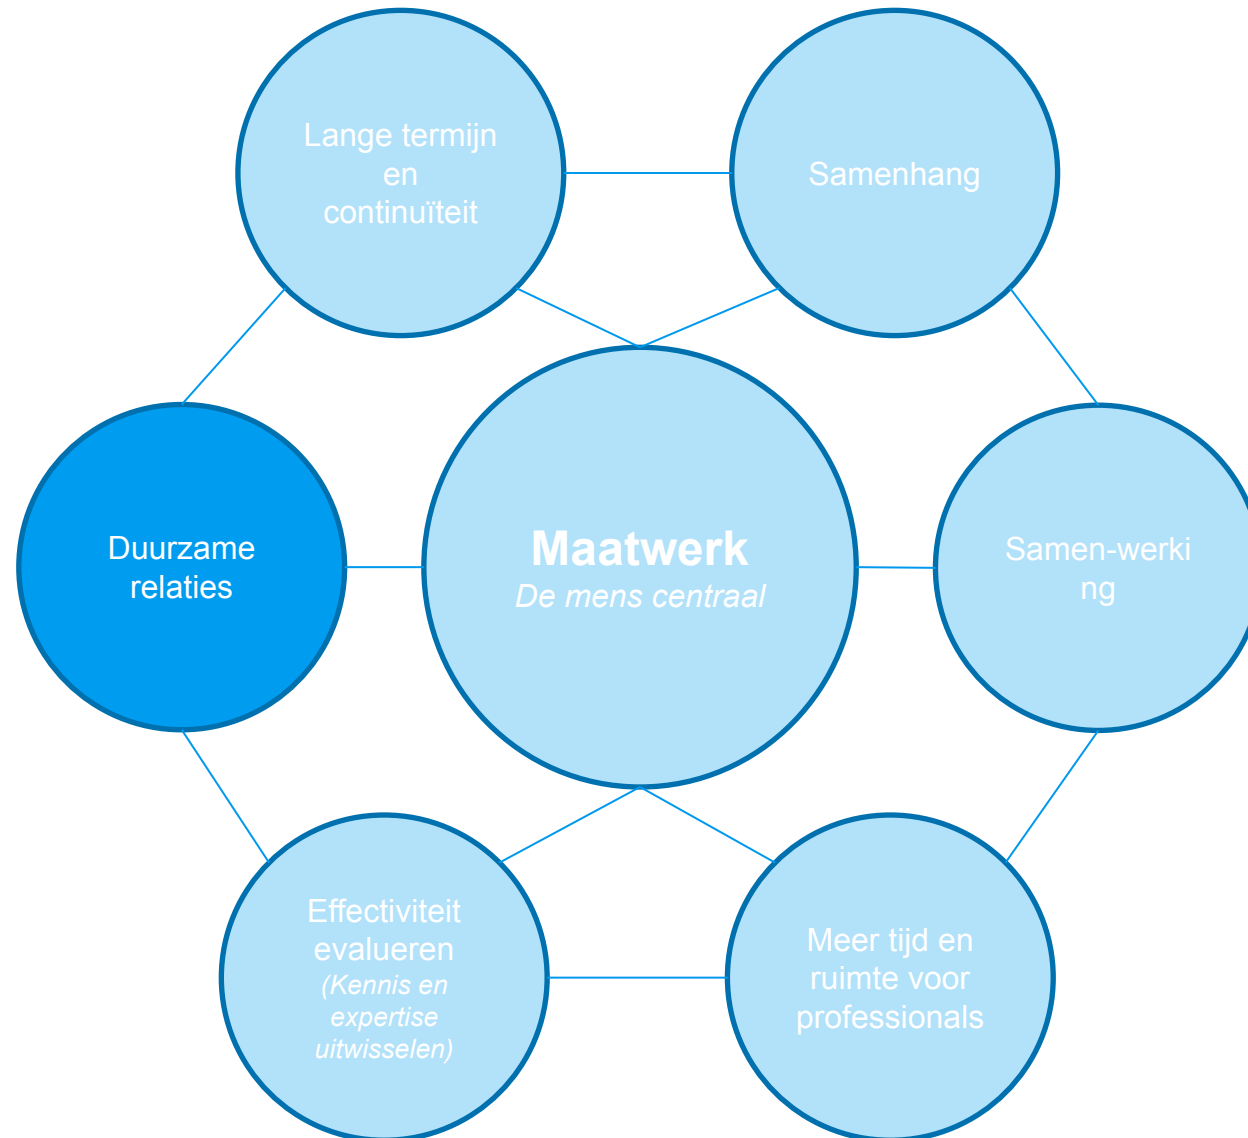 Lange termijn
en
continuïteit
Samenhang
Duurzame
relaties
Maatwerk
De mens centraal
Samen-werki
ng
Effectiviteit
evalueren
(Kennis en
expertise
uitwisselen)
Meer tijd en
ruimte voor
professionals